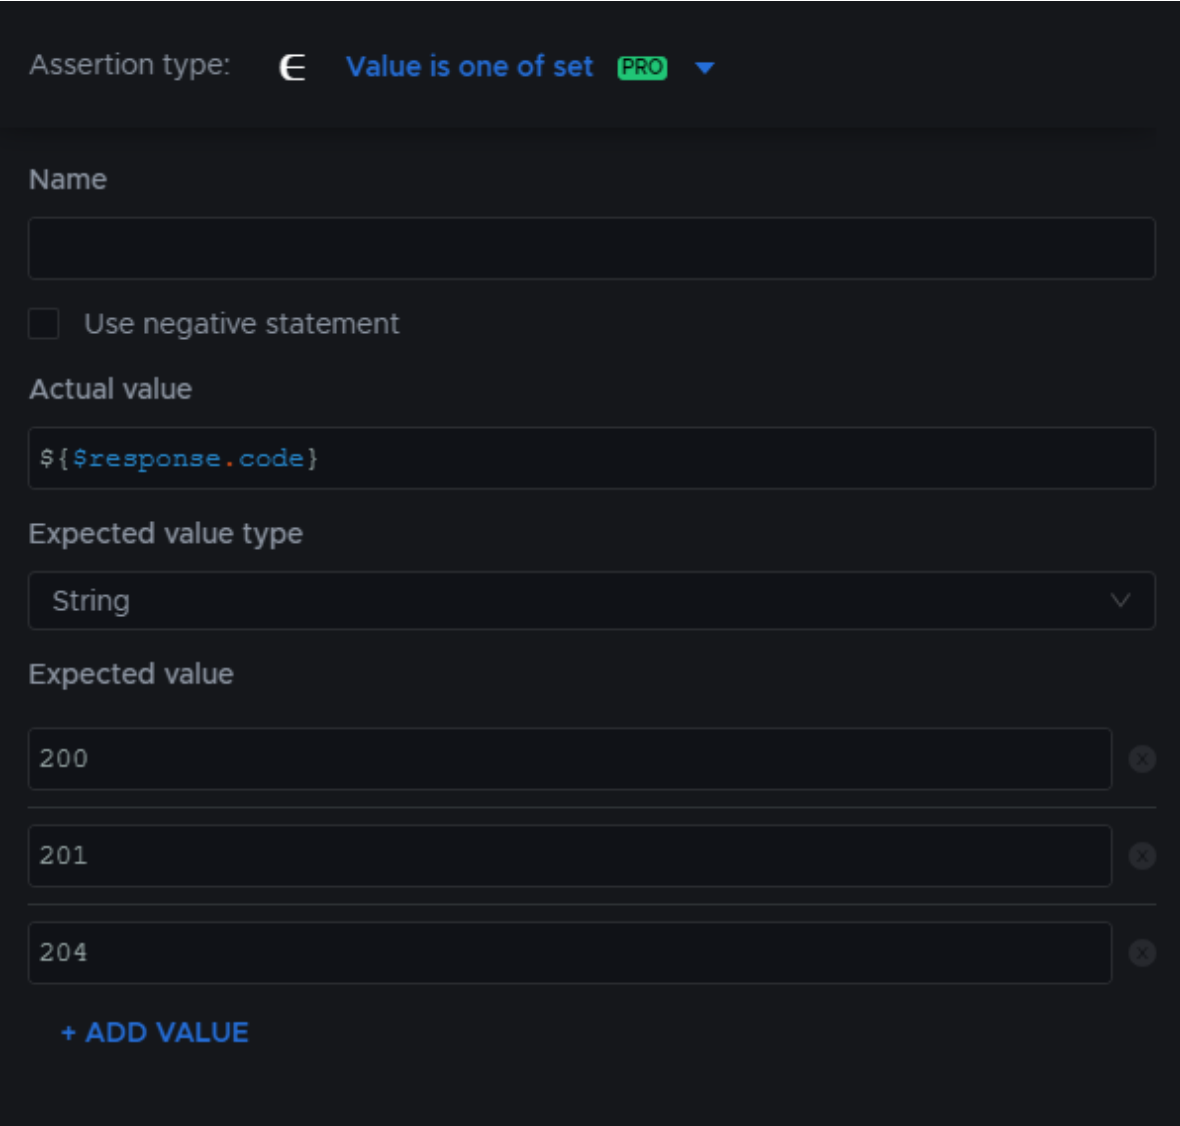 Assertion type: ∈ Value is one of set PRO
Name
Use negative statement
Actual value
${$response.code}
Expected value type
String
Expected value
200
201
204
+ ADD VALUE